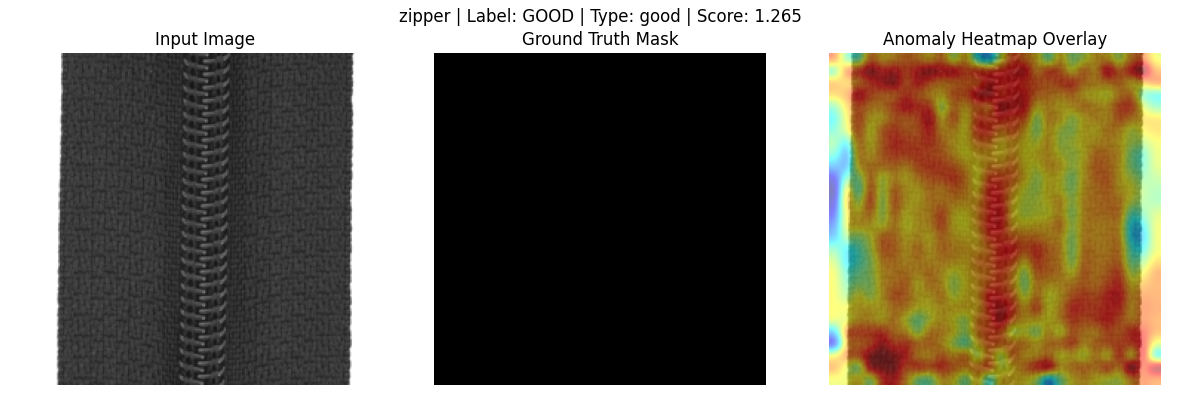 zipper | Label: GOOD | Type: good | Score: 1.265
Input Image
Ground Truth Mask
Anomaly Heatmap Overlay